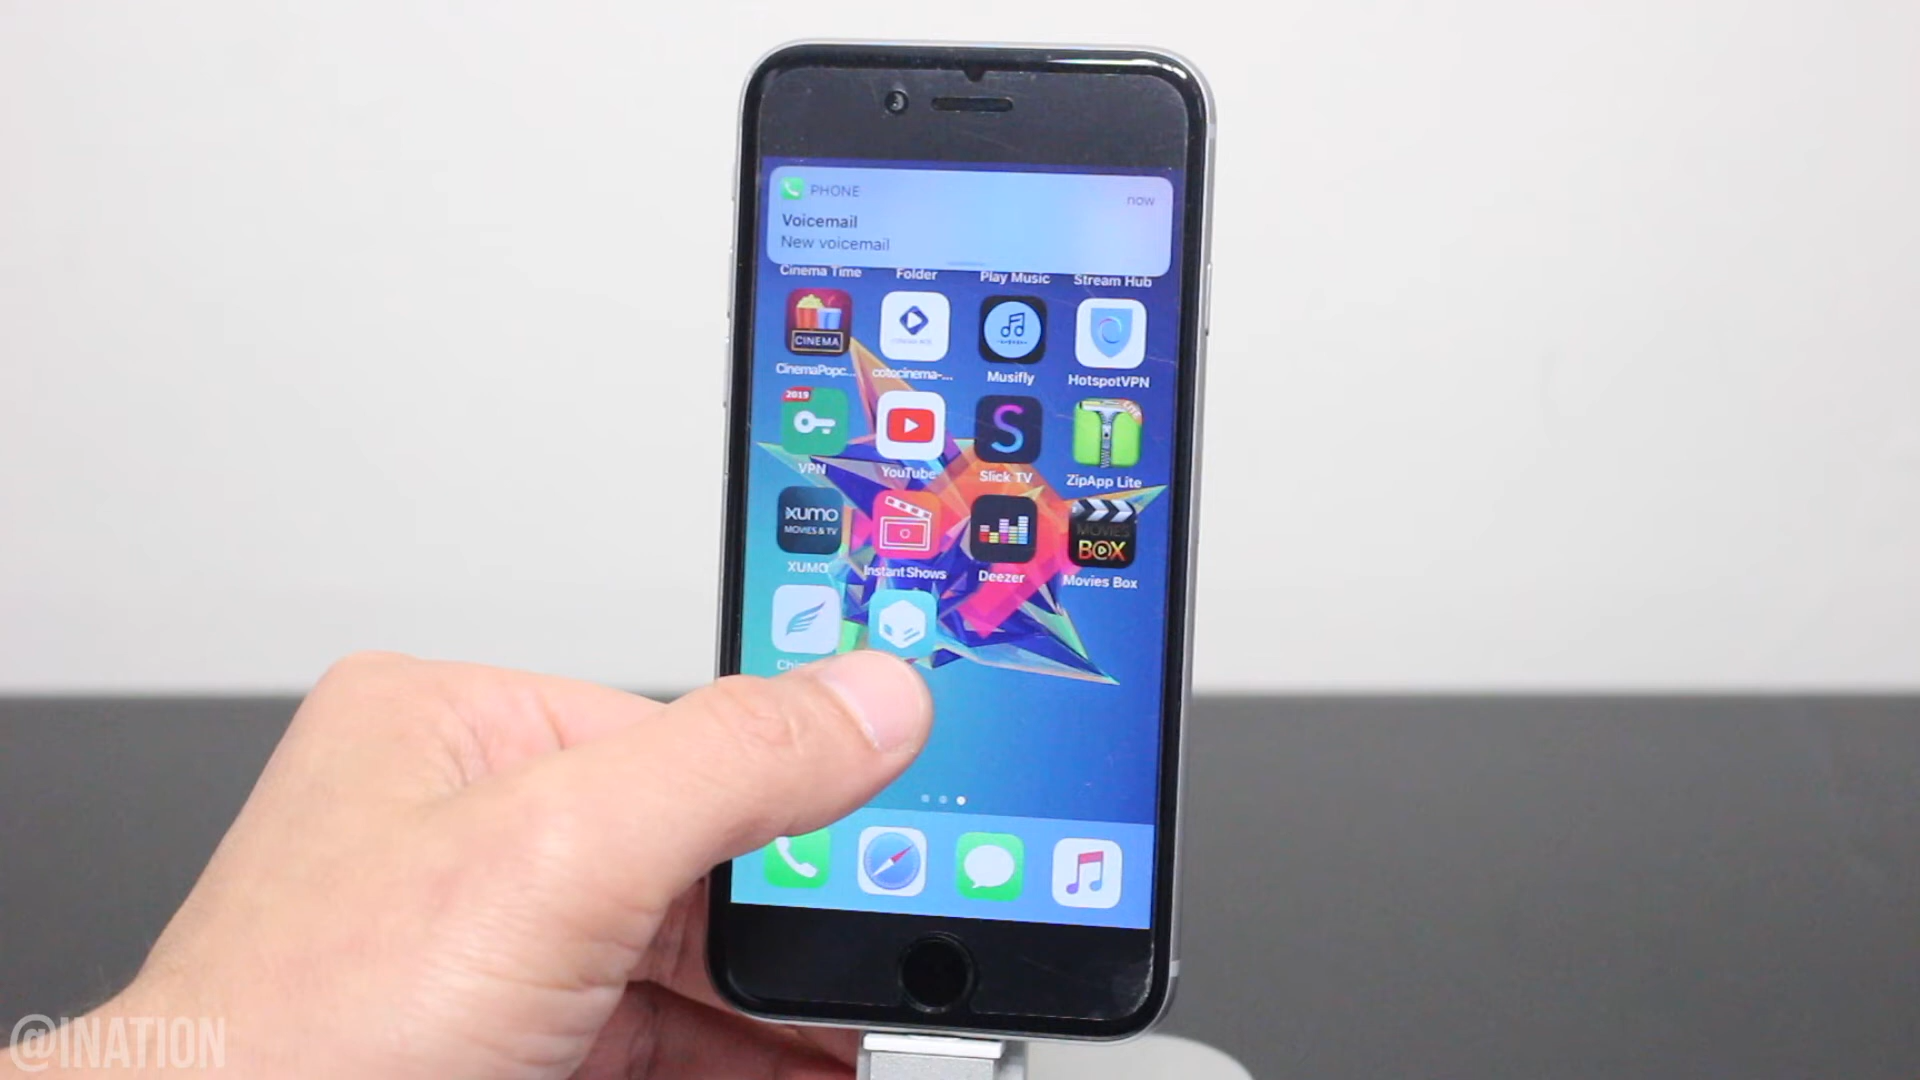 PHONE
now
Voicemail
New voicemail
Cinema Time Folder Play Music Stream Hub
CINEMA
CinemaPopc... cotocinema-... Musifly HotspotVPN
2019
VPN YouTube Slick TV ZipApp Lite
XUMO
MOVIES & TV
MOVIES
BOX
XUMO Instant Shows Deezer Movies Box
@INATION